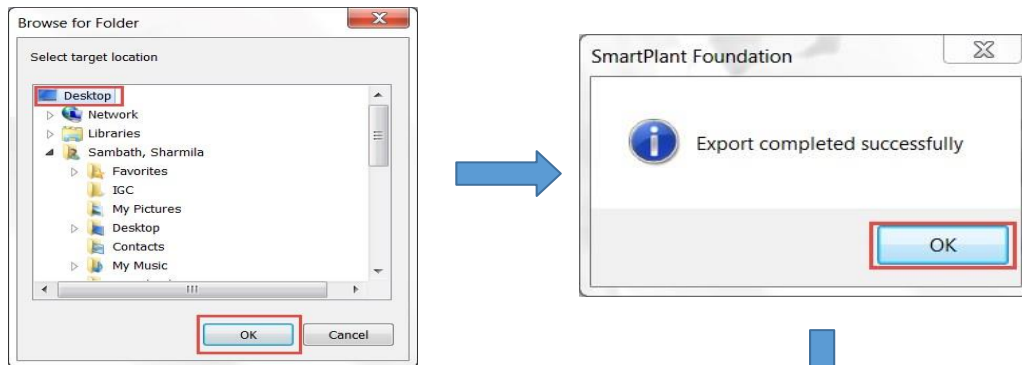 Browse for Folder
Select target location
Desktop
Network
Libraries
Sambath, Sharmila
Favorites
IGC
My Pictures
Desktop
Contacts
My Music
OK Cancel
SmartPlant Foundation
Export completed successfully
OK